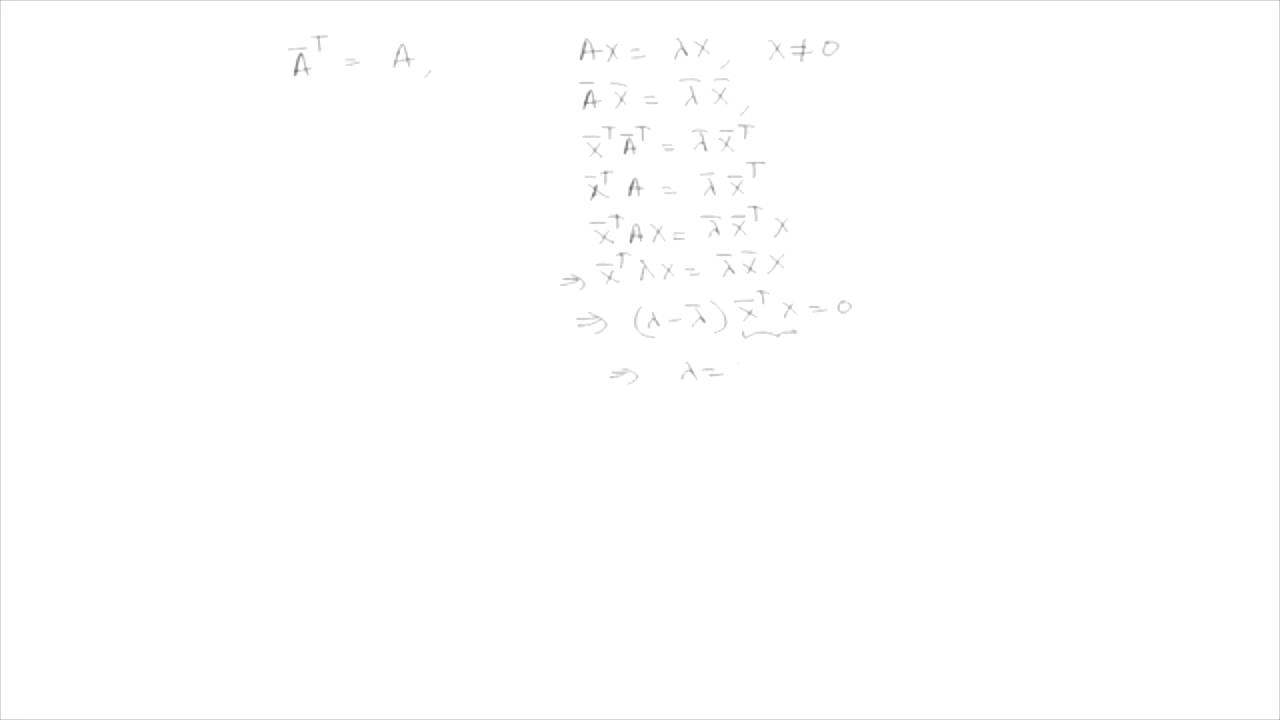 A̅ᵀ = A, Ax = λx, x ≠ 0
A̅ x̅ = λ̅ x̅,
x̅ᵀ A̅ᵀ = λ̅ x̅ᵀ
x̅ᵀ A = λ̅ x̅ᵀ
x̅ᵀ A x = λ̅ x̅ᵀ x
⇒ x̅ᵀ λ x = λ̅ x̅ x
⇒ (λ - λ̅) x̅ᵀ x = 0
⇒ λ =